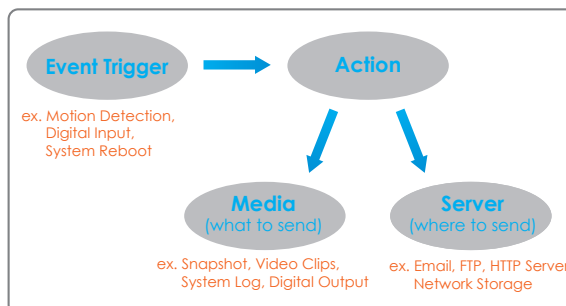 Event Trigger
Action
ex. Motion Detection,
Digital Input,
System Reboot
Media
(what to send)
Server
(where to send)
ex. Snapshot, Video Clips,
System Log, Digital Output
ex. Email, FTP, HTTP Server
Network Storage